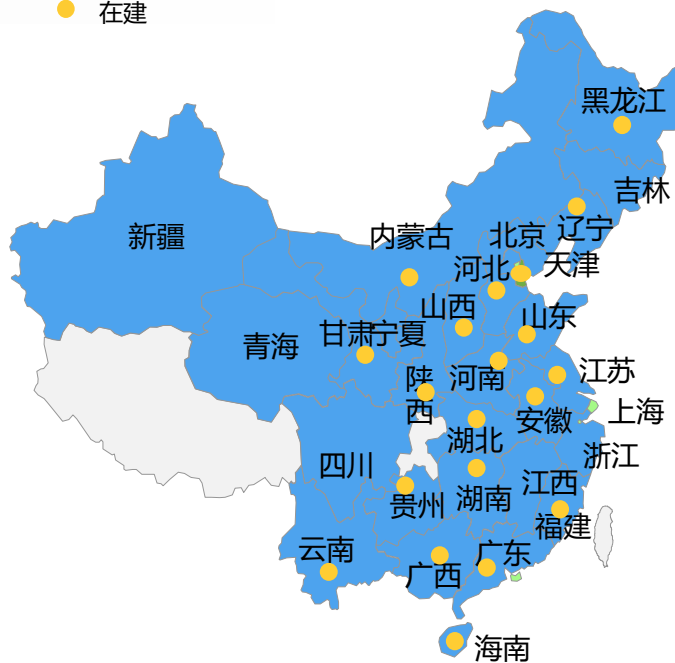 在建
黑龙江
吉林
辽宁
新疆
内蒙古
北京
天津
河北
山西
山东
甘肃
宁夏
青海
陕
西
河南
江苏
安徽
上海
湖北
四川
浙江
江西
贵州
湖南
福建
云南
广西
广东
海南